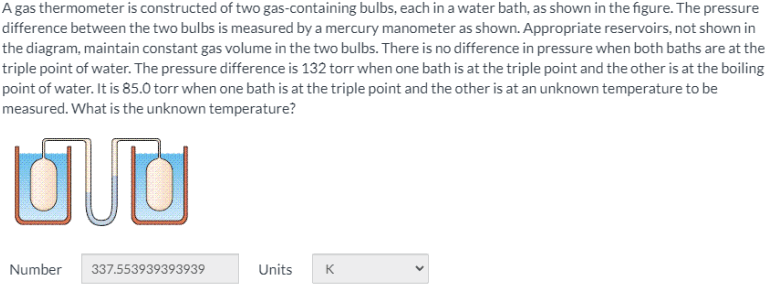 A gas thermometer is constructed of two gas-containing bulbs, each in a water bath, as shown in the figure. The pressure
difference between the two bulbs is measured by a mercury manometer as shown. Appropriate reservoirs, not shown in
the diagram, maintain constant gas volume in the two bulbs. There is no difference in pressure when both baths are at the
triple point of water. The pressure difference is 132 torr when one bath is at the triple point and the other is at the boiling
point of water. It is 85.0 torr when one bath is at the triple point and the other is at an unknown temperature to be
measured. What is the unknown temperature?
Number 337.553939393939 Units K